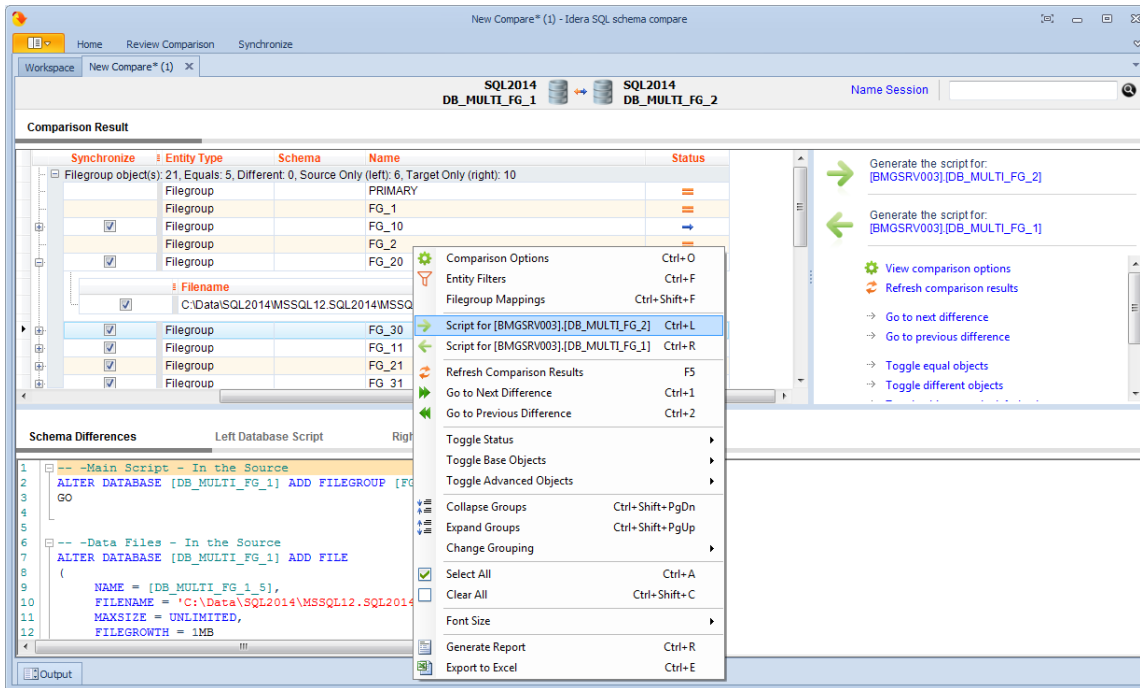 New Compare* (1) - Idera SQL schema compare
Home Review Comparison Synchronize
Workspace New Compare* (1)
SQL2014 SQL2014
DB_MULTI_FG_1 DB_MULTI_FG_2
Name Session
Comparison Result
Synchronize Entity Type Schema Name Status
Filegroup object(s): 21, Equals: 5, Different: 0, Source Only (left): 6, Target Only (right): 10
Filegroup PRIMARY
Filegroup FG_1
Filegroup FG_10
Filegroup FG_2
Filegroup FG_20
Filename
C:\Data\SQL2014\MSSQL12.SQL2014\MSSQ
Filegroup FG_30
Filegroup FG_11
Filegroup FG_21
Filegroup FG_31
Generate the script for:
[BMGSRV003].[DB_MULTI_FG_2]
Generate the script for:
[BMGSRV003].[DB_MULTI_FG_1]
View comparison options
Refresh comparison results
Go to next difference
Go to previous difference
Toggle equal objects
Toggle different objects
Comparison Options Ctrl+O
Entity Filters Ctrl+F
Filegroup Mappings Ctrl+Shift+F
Script for [BMGSRV003].[DB_MULTI_FG_2] Ctrl+L
Script for [BMGSRV003].[DB_MULTI_FG_1] Ctrl+R
Refresh Comparison Results F5
Go to Next Difference Ctrl+1
Go to Previous Difference Ctrl+2
Toggle Status
Toggle Base Objects
Toggle Advanced Objects
Collapse Groups Ctrl+Shift+PgDn
Expand Groups Ctrl+Shift+PgUp
Change Grouping
Select All Ctrl+A
Clear All Ctrl+Shift+C
Font Size
Generate Report Ctrl+R
Export to Excel Ctrl+E
Schema Differences Left Database Script Righ
1 -- -Main Script - In the Source
2 ALTER DATABASE [DB_MULTI_FG_1] ADD FILEGROUP [FG
3 GO
4
5
6 -- -Data Files - In the Source
7 ALTER DATABASE [DB_MULTI_FG_1] ADD FILE
8 (
9 NAME = [DB_MULTI_FG_1_5],
10 FILENAME = 'C:\Data\SQL2014\MSSQL12.SQL2014
11 MAXSIZE = UNLIMITED,
12 FILEGROWTH = 1MB
Output